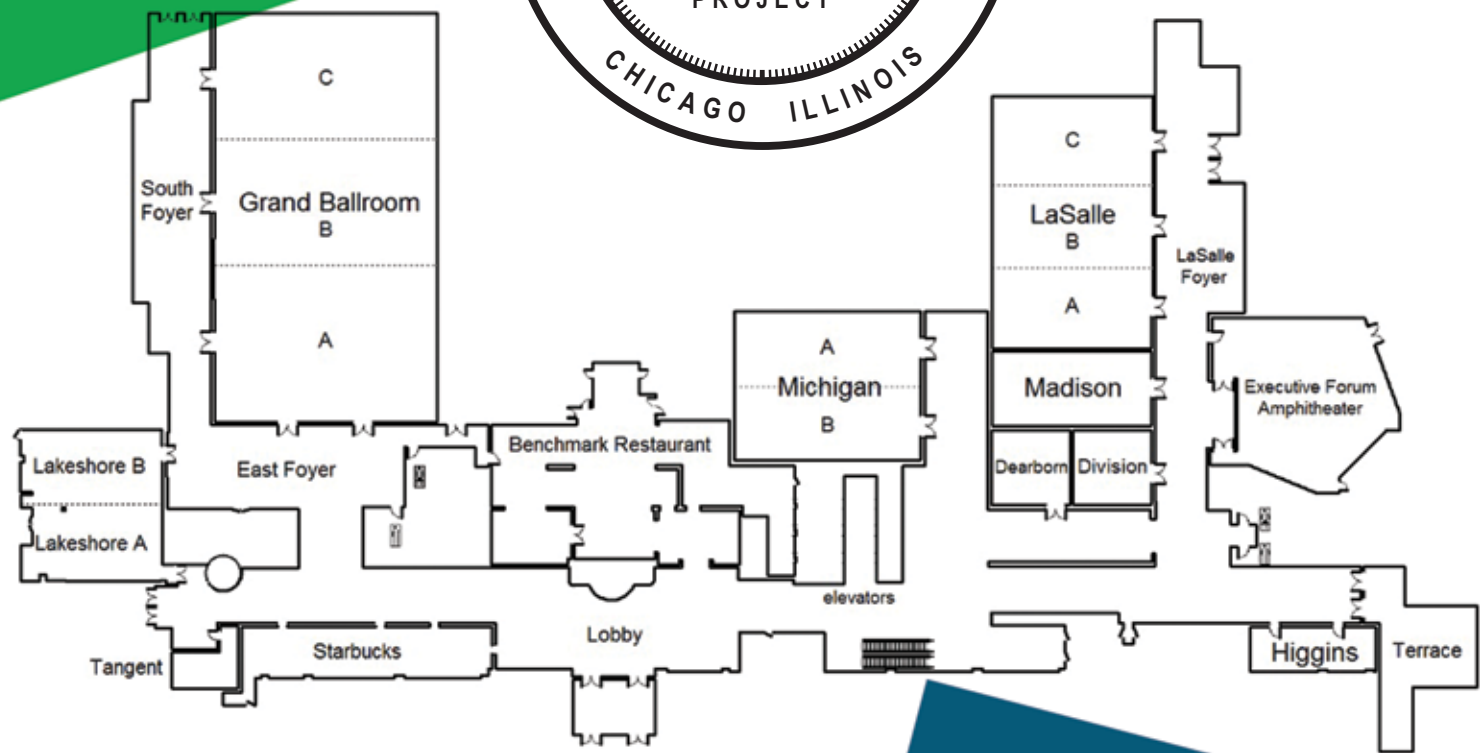 PROJECT
CHICAGO ILLINOIS
C
Grand Ballroom
B
A
South
Foyer
C
LaSalle
B
A
LaSalle
Foyer
A
Michigan
B
Madison
Executive Forum
Amphitheater
Dearborn
Division
Lakeshore B
Lakeshore A
East Foyer
Benchmark Restaurant
elevators
Lobby
Starbucks
Tangent
Higgins
Terrace